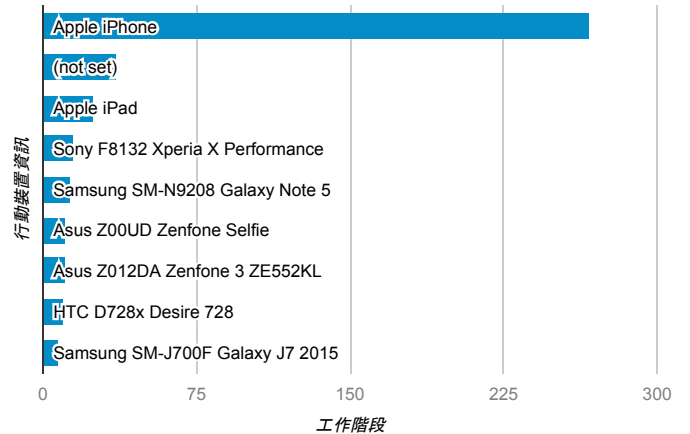 Apple iPhone
(not set)
Apple iPad
Sony F8132 Xperia X Performance
Samsung SM-N9208 Galaxy Note 5
Asus Z00UD Zenfone Selfie
Asus Z012DA Zenfone 3 ZE552KL
HTC D728x Desire 728
Samsung SM-J700F Galaxy J7 2015
行動裝置資訊
0 75 150 225 300
工作階段